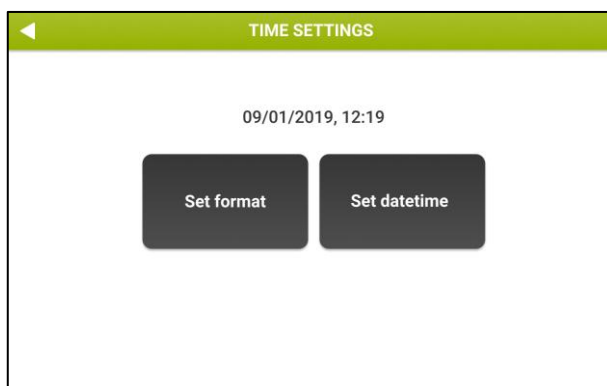 TIME SETTINGS
09/01/2019, 12:19
Set format
Set datetime